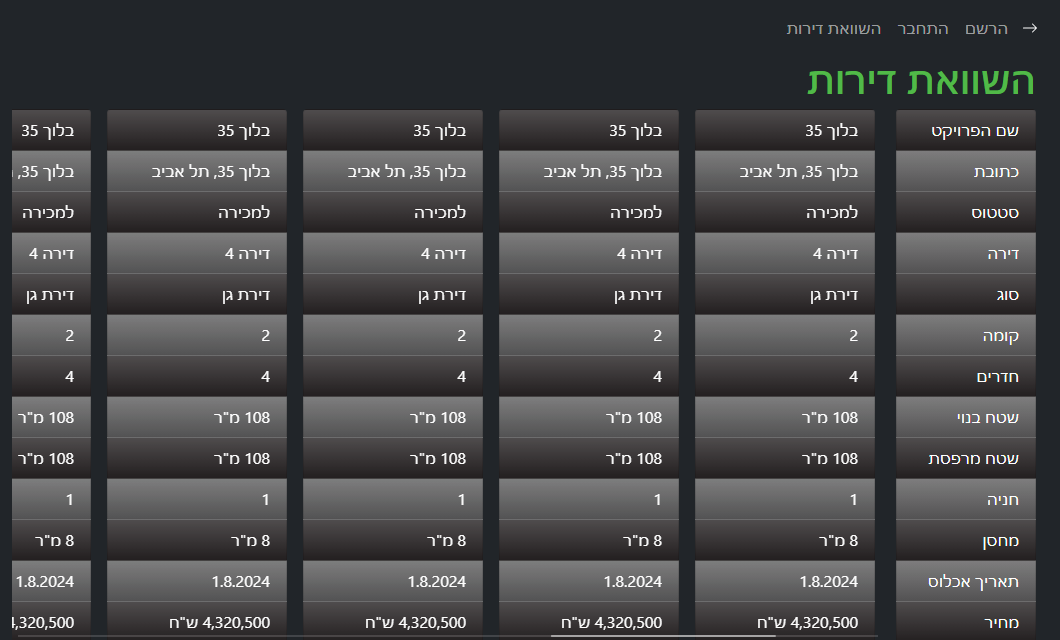 הרשם התחבר השוואת דירות
השוואת דירות
שם הפרויקט בלוך 35 בלוך 35 בלוך 35 בלוך 35 בלוך 35
כתובת בלוך 35, תל אביב בלוך 35, תל אביב בלוך 35, תל אביב בלוך 35, תל אביב בלוך 35,
סטטוס למכירה למכירה למכירה למכירה למכירה
דירה דירה 4 דירה 4 דירה 4 דירה 4 דירה 4
סוג דירת גן דירת גן דירת גן דירת גן דירת גן
קומה 2 2 2 2 2
חדרים 4 4 4 4 4
שטח בנוי 108 מ"ר 108 מ"ר 108 מ"ר 108 מ"ר 108 מ"ר
שטח מרפסת 108 מ"ר 108 מ"ר 108 מ"ר 108 מ"ר 108 מ"ר
חניה 1 1 1 1 1
מחסן 8 מ"ר 8 מ"ר 8 מ"ר 8 מ"ר 8 מ"ר
תאריך אכלוס 1.8.2024 1.8.2024 1.8.2024 1.8.2024 1.8.2024
מחיר 4,320,500 ש"ח 4,320,500 ש"ח 4,320,500 ש"ח 4,320,500 ש"ח 4,320,500